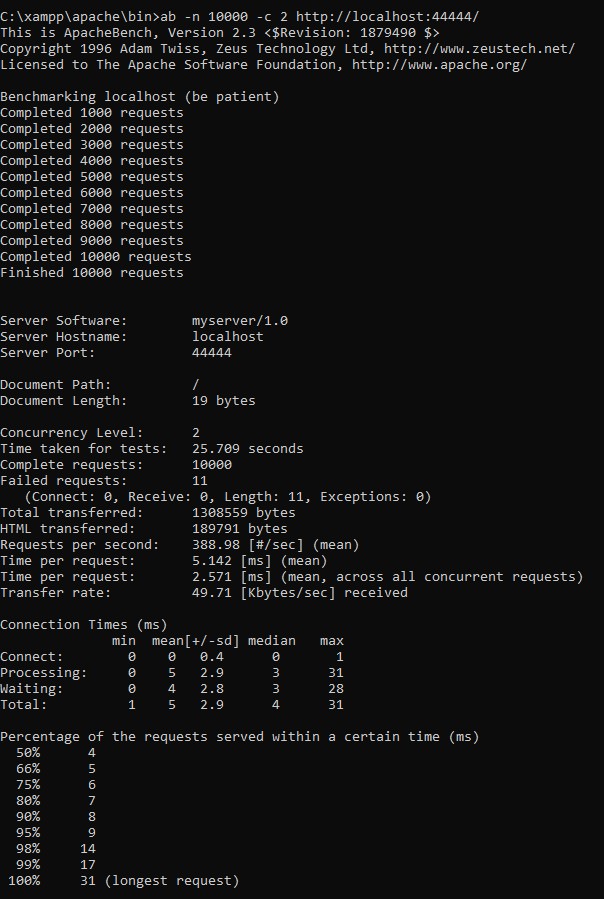 C:\xampp\apache\bin>ab -n 10000 -c 2 http://localhost:44444/
This is ApacheBench, Version 2.3 <$Revision: 1879490 $>
Copyright 1996 Adam Twiss, Zeus Technology Ltd, http://www.zeustech.net/
Licensed to The Apache Software Foundation, http://www.apache.org/

Benchmarking localhost (be patient)
Completed 1000 requests
Completed 2000 requests
Completed 3000 requests
Completed 4000 requests
Completed 5000 requests
Completed 6000 requests
Completed 7000 requests
Completed 8000 requests
Completed 9000 requests
Completed 10000 requests
Finished 10000 requests


Server Software:        myserver/1.0
Server Hostname:        localhost
Server Port:            44444

Document Path:          /
Document Length:        19 bytes

Concurrency Level:      2
Time taken for tests:   25.709 seconds
Complete requests:      10000
Failed requests:        11
   (Connect: 0, Receive: 0, Length: 11, Exceptions: 0)
Total transferred:      1308559 bytes
HTML transferred:       189791 bytes
Requests per second:    388.98 [#/sec] (mean)
Time per request:       5.142 [ms] (mean)
Time per request:       2.571 [ms] (mean, across all concurrent requests)
Transfer rate:          49.71 [Kbytes/sec] received

Connection Times (ms)
              min  mean[+/-sd] median   max
Connect:        0    0   0.4      0       1
Processing:     0    5   2.9      3      31
Waiting:        0    4   2.8      3      28
Total:          1    5   2.9      4      31

Percentage of the requests served within a certain time (ms)
  50%      4
  66%      5
  75%      6
  80%      7
  90%      8
  95%      9
  98%     14
  99%     17
 100%     31 (longest request)